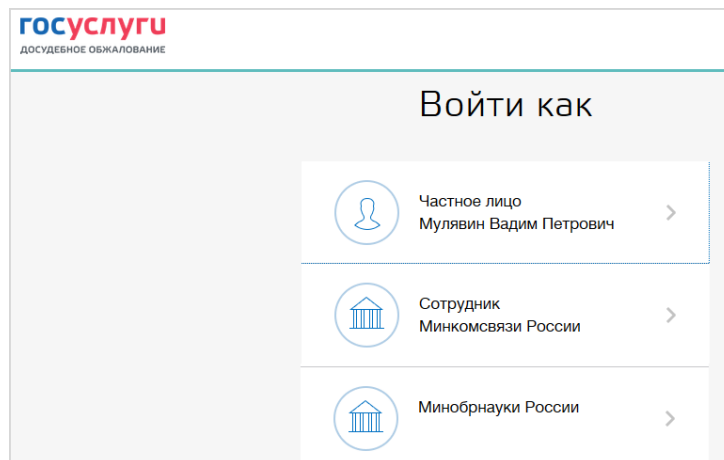 госуслуги
ДОСУДЕБНОЕ ОБЖАЛОВАНИЕ
Войти как
Частное лицо
Мулявин Вадим Петрович
Сотрудник
Минкомсвязи России
Минобрнауки России